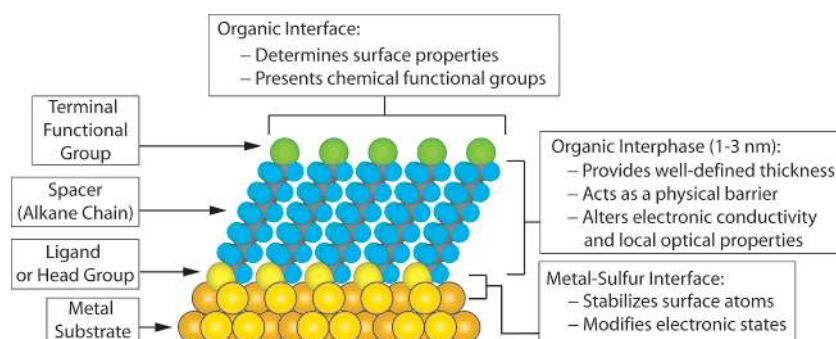 Organic Interface:
– Determines surface properties
– Presents chemical functional groups
Terminal
Functional
Group
Spacer
(Alkane Chain)
Ligand
or Head Group
Metal
Substrate
Organic Interphase (1-3 nm):
– Provides well-defined thickness
– Acts as a physical barrier
– Alters electronic conductivity
and local optical properties
Metal-Sulfur Interface:
– Stabilizes surface atoms
– Modifies electronic states